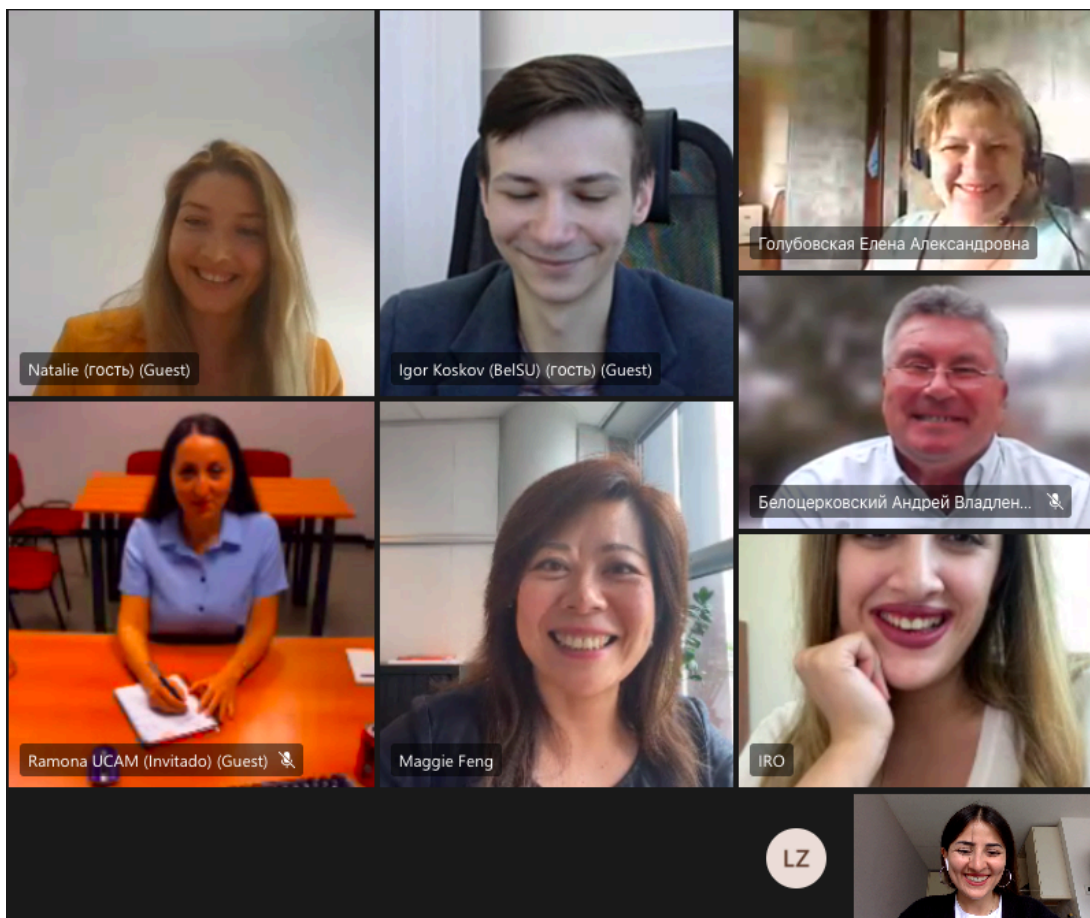 Natalie (гость) (Guest)
Igor Koskov (BelSU) (гость) (Guest)
Голубовская Елена Александровна
Белоцерковский Андрей Владлен...
Ramona UCAM (Invitado) (Guest)
Maggie Feng
IRO
LZ